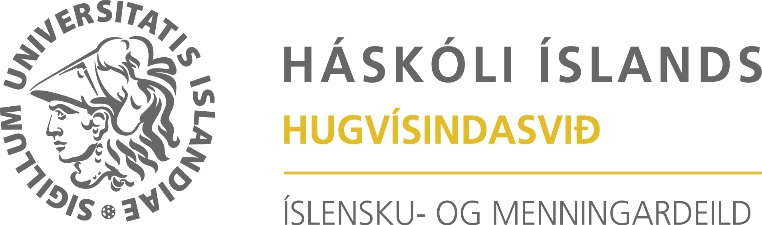 SIGILLUM UNIVERSITATIS ISLANDIAE
HÁSKÓLI ÍSLANDS
HUGVÍSINDASVIÐ
ÍSLENSKU- OG MENNINGARDEILD